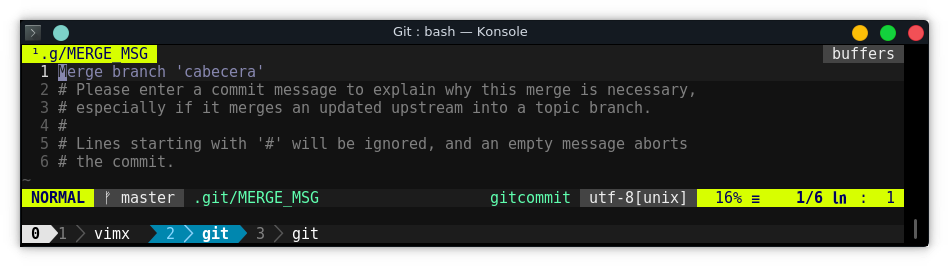 Git : bash — Konsole
¹.g/MERGE_MSG buffers
1 Merge branch 'cabecera'
2 # Please enter a commit message to explain why this merge is necessary,
3 # especially if it merges an updated upstream into a topic branch.
4 #
5 # Lines starting with '#' will be ignored, and an empty message aborts
6 # the commit.
~
NORMAL ᚠ master .git/MERGE_MSG gitcommit utf-8[unix] 16% ≡ 1/6 ln : 1
0 1 vimx 2 git 3 git